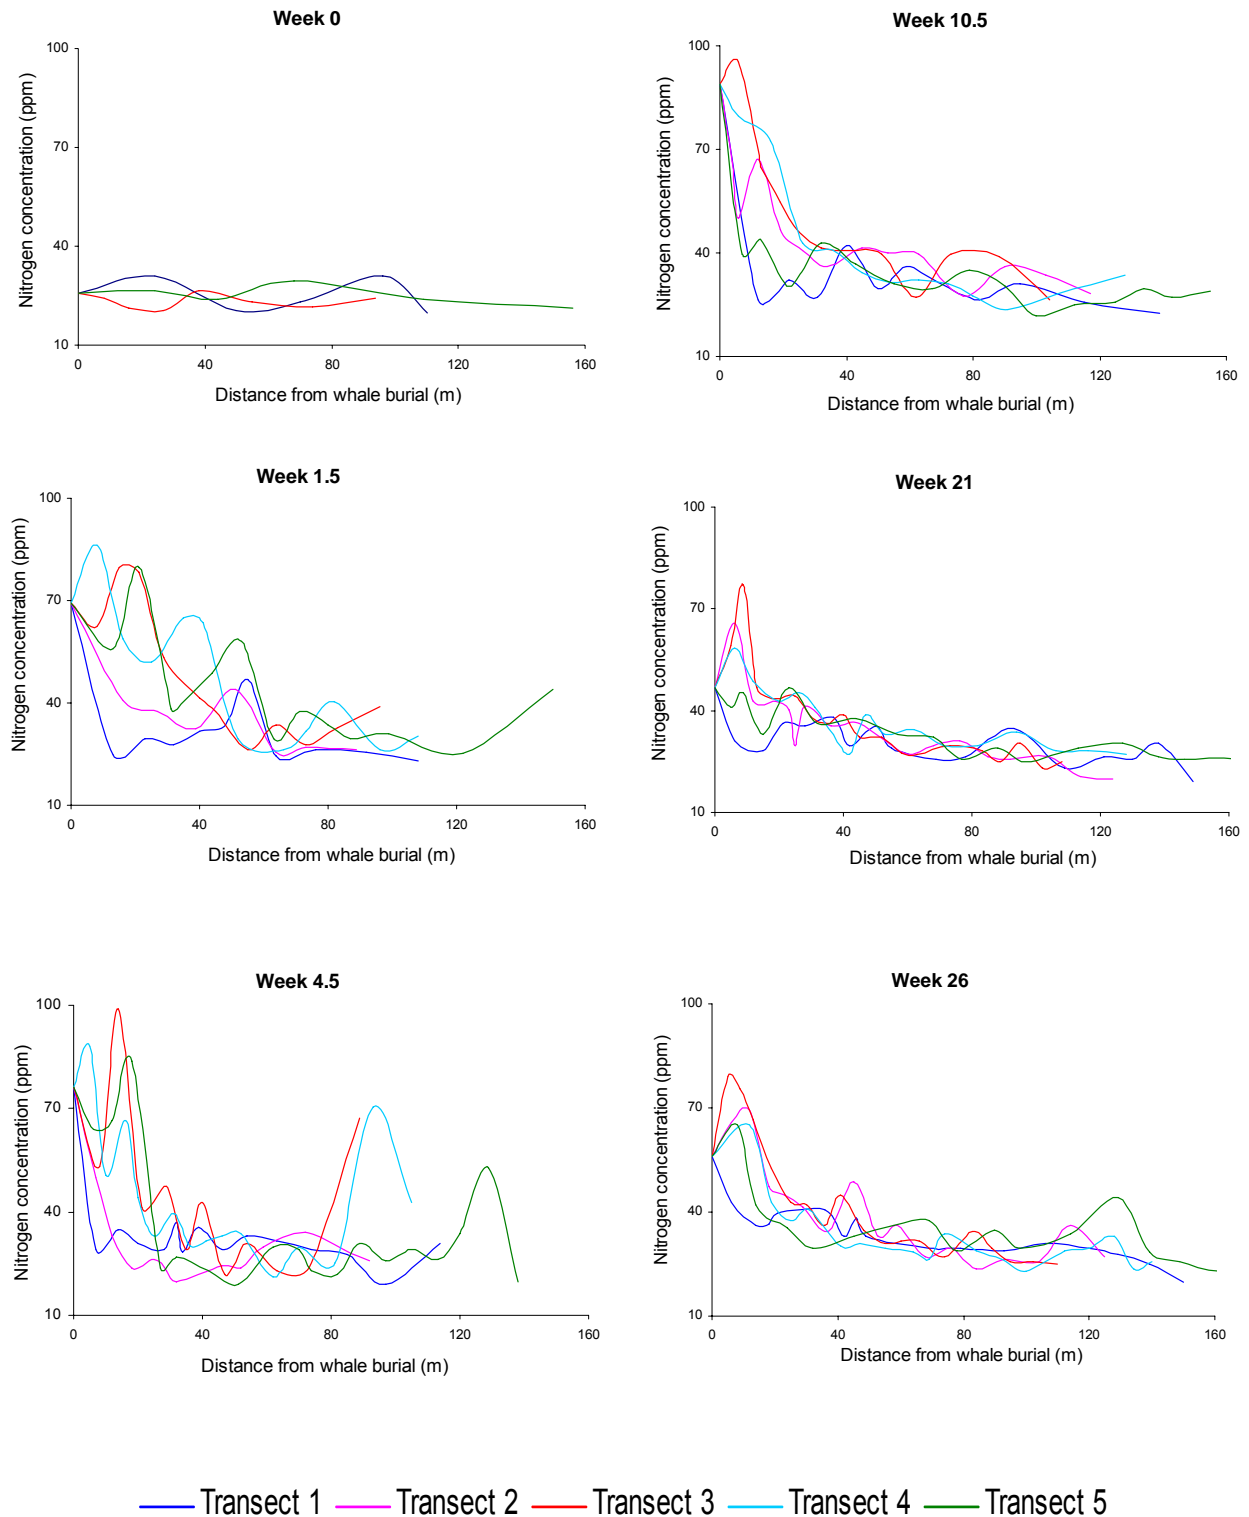 Week 0
Nitrogen concentration (ppm)
100
70
40
10
0 40 80 120 160
Distance from whale burial (m)
Week 10.5
Nitrogen concentration (ppm)
100
70
40
10
0 40 80 120 160
Distance from whale burial (m)
Week 1.5
Nitrogen concentration (ppm)
100
70
40
10
0 40 80 120 160
Distance from whale burial (m)
Week 21
Nitrogen concentration (ppm)
100
70
40
10
0 40 80 120 160
Distance from whale burial (m)
Week 4.5
Nitrogen concentration (ppm)
100
70
40
10
0 40 80 120 160
Distance from whale burial (m)
Week 26
Nitrogen concentration (ppm)
100
70
40
10
0 40 80 120 160
Distance from whale burial (m)
Transect 1 Transect 2 Transect 3 Transect 4 Transect 5